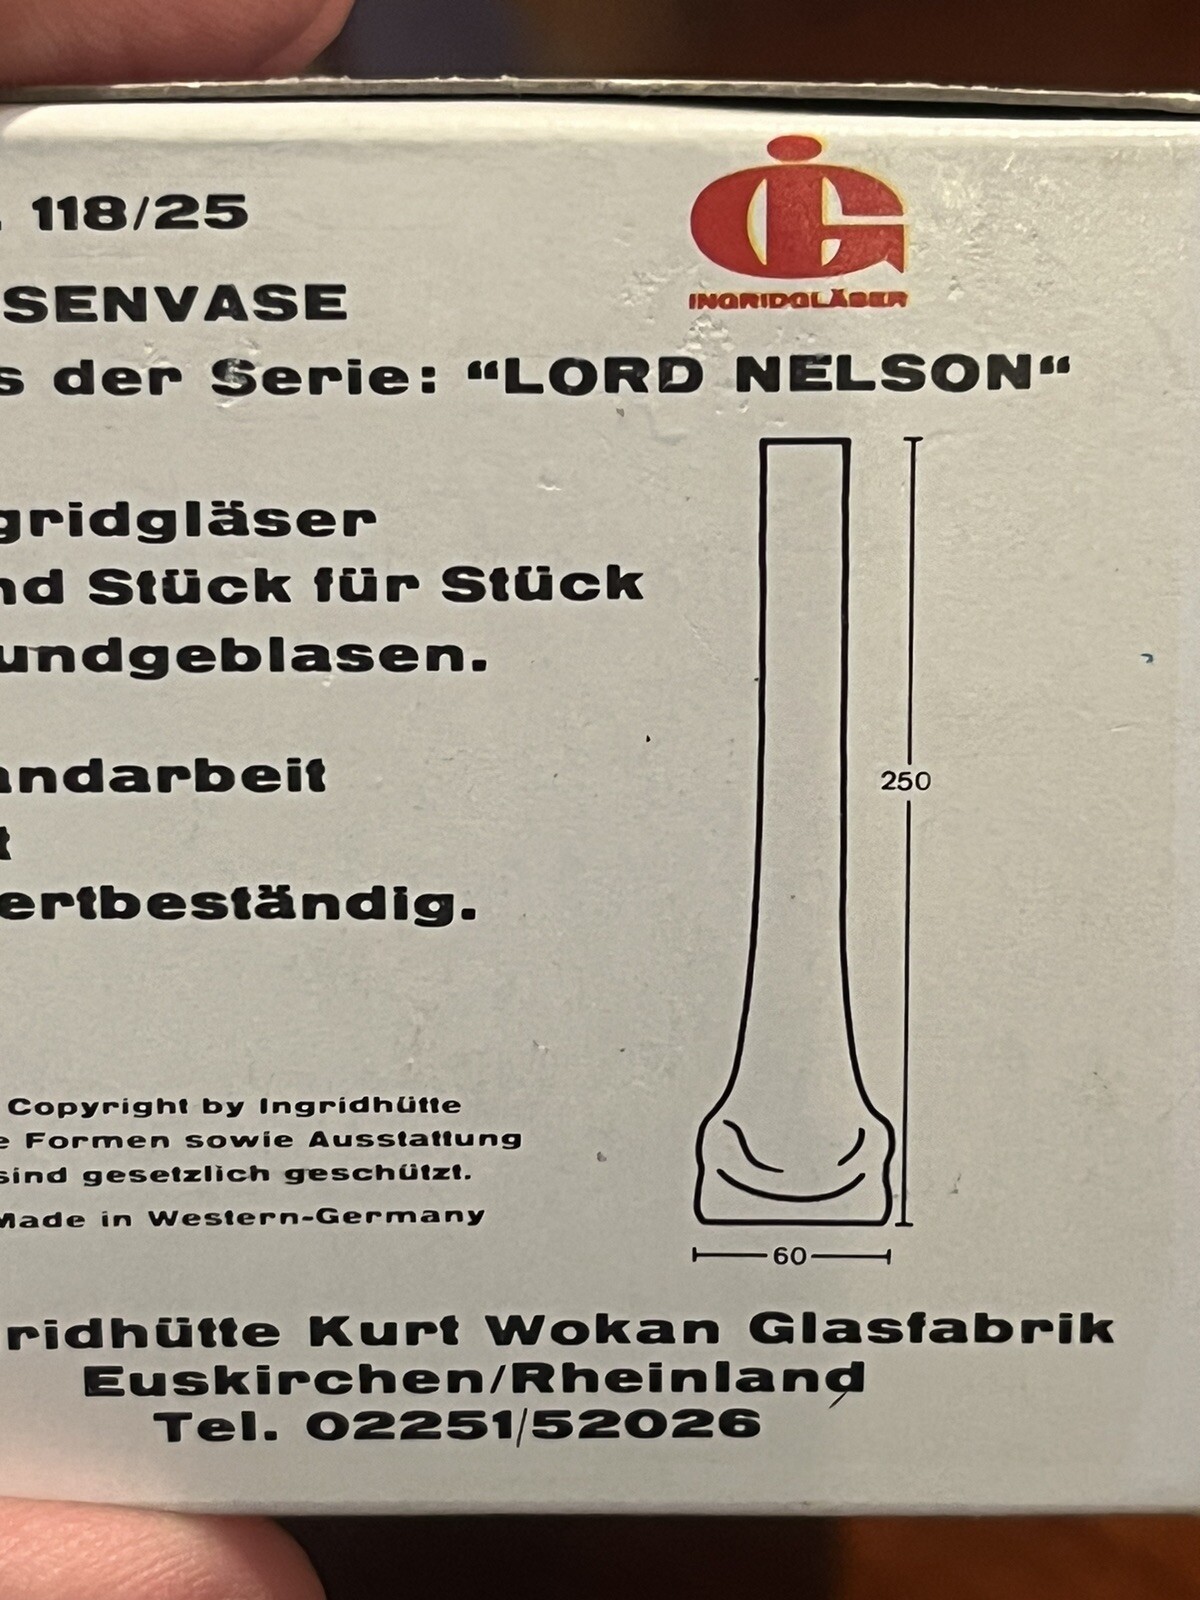 . 118/25
INGRIDGLÄSER
SENVASE
s der Serie: “LORD NELSON“
gridgläser
nd Stück für Stück
undgeblasen.
andarbeit
t
ertbeständig.
250
Copyright by Ingridhütte
e Formen sowie Ausstattung
sind gesetzlich geschützt.
Made in Western-Germany
60
ridhütte Kurt Wokan Glasfabrik
Euskirchen/Rheinland
Tel. 02251/52026